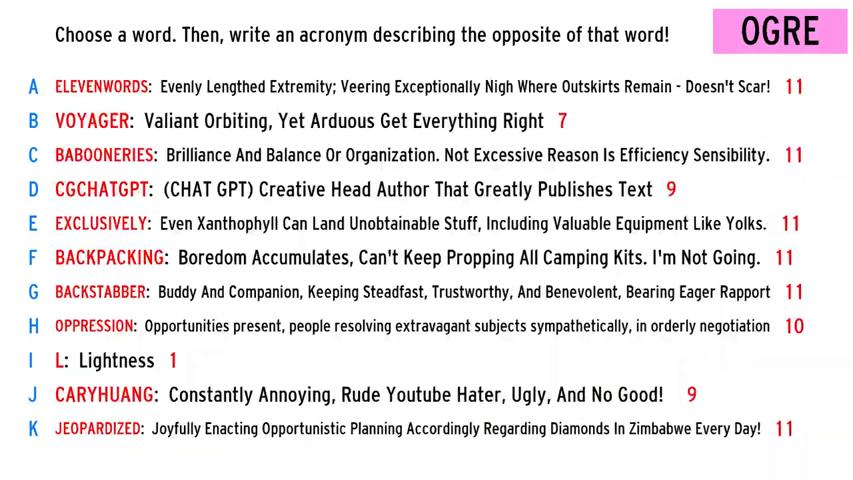 Choose a word. Then, write an acronym describing the opposite of that word!
OGRE
A ELEVENWORDS: Evenly Lengthed Extremity; Veering Exceptionally Nigh Where Outskirts Remain - Doesn't Scar! 11
B VOYAGER: Valiant Orbiting, Yet Arduous Get Everything Right 7
C BABOONERIES: Brilliance And Balance Or Organization. Not Excessive Reason Is Efficiency Sensibility. 11
D CGCHATGPT: (CHAT GPT) Creative Head Author That Greatly Publishes Text 9
E EXCLUSIVELY: Even Xanthophyll Can Land Unobtainable Stuff, Including Valuable Equipment Like Yolks. 11
F BACKPACKING: Boredom Accumulates, Can't Keep Propping All Camping Kits. I'm Not Going. 11
G BACKSTABBER: Buddy And Companion, Keeping Steadfast, Trustworthy, And Benevolent, Bearing Eager Rapport 11
H OPPRESSION: Opportunities present, people resolving extravagant subjects sympathetically, in orderly negotiation 10
I L: Lightness 1
J CARYHUANG: Constantly Annoying, Rude Youtube Hater, Ugly, And No Good! 9
K JEOPARDIZED: Joyfully Enacting Opportunistic Planning Accordingly Regarding Diamonds In Zimbabwe Every Day! 11